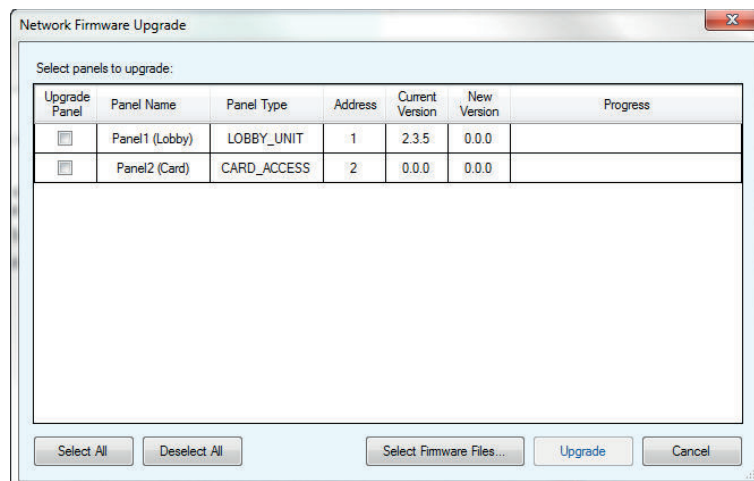 Network Firmware Upgrade
X
Select panels to upgrade:
Upgrade Panel Panel Name Panel Type Address Current Version New Version Progress
Panel1 (Lobby) LOBBY_UNIT 1 2.3.5 0.0.0
Panel2 (Card) CARD_ACCESS 2 0.0.0 0.0.0
Select All Deselect All Select Firmware Files... Upgrade Cancel